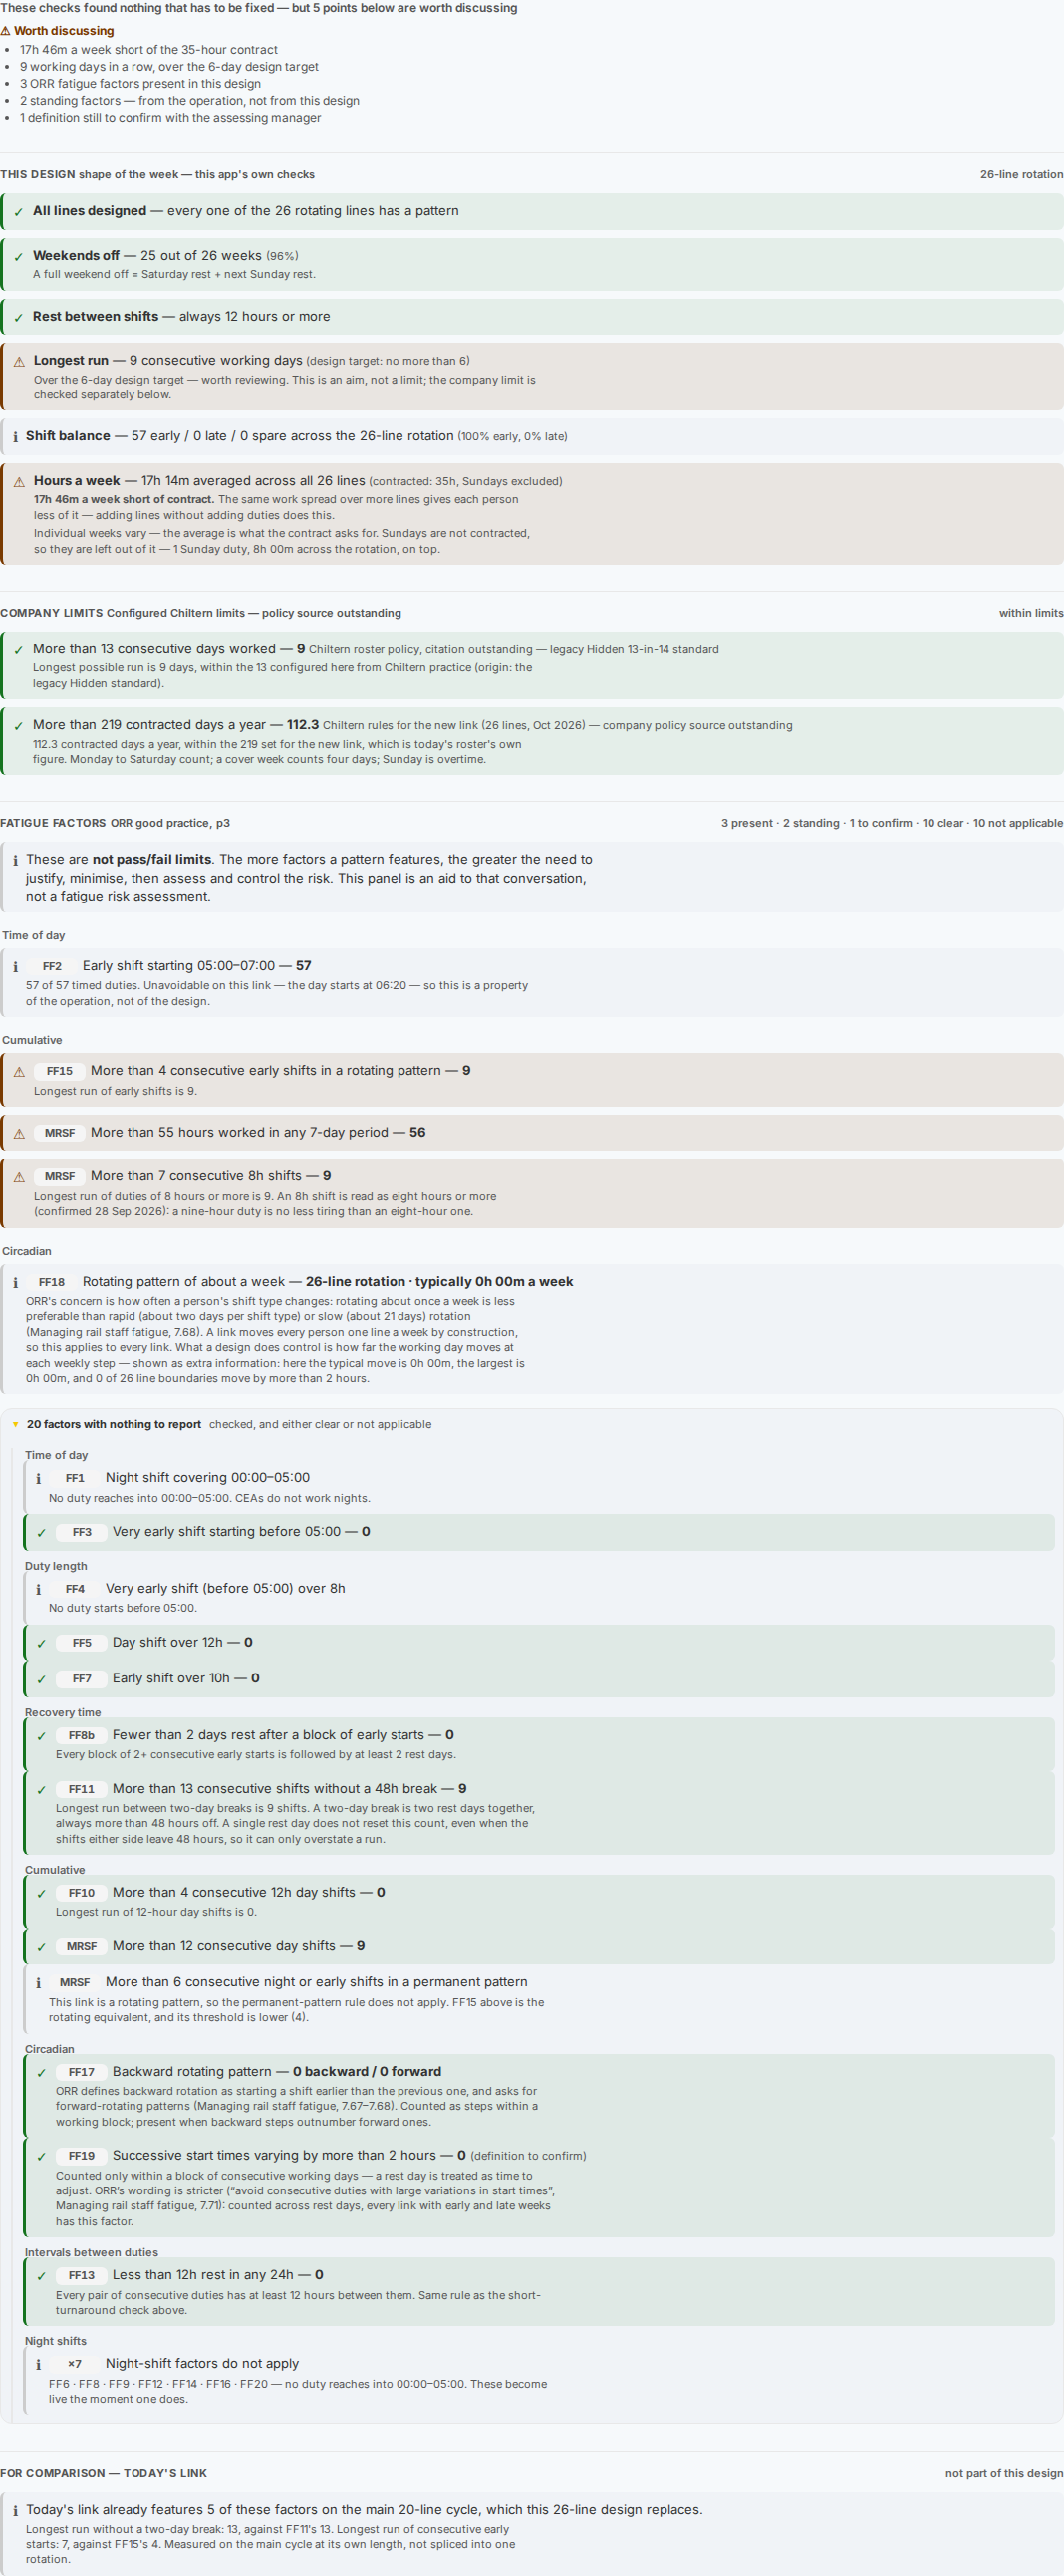 These checks found nothing that has to be fixed — but 5 points below are worth discussing
⚠ Worth discussing
• 17h 46m a week short of the 35-hour contract
• 9 working days in a row, over the 6-day design target
• 3 ORR fatigue factors present in this design
• 2 standing factors — from the operation, not from this design
• 1 definition still to confirm with the assessing manager
THIS DESIGN shape of the week — this app's own checks 26-line rotation
✓ All lines designed — every one of the 26 rotating lines has a pattern
✓ Weekends off — 25 out of 26 weeks (96%)
A full weekend off = Saturday rest + next Sunday rest.
✓ Rest between shifts — always 12 hours or more
⚠ Longest run — 9 consecutive working days (design target: no more than 6)
Over the 6-day design target — worth reviewing. This is an aim, not a limit; the company limit is
checked separately below.
ℹ Shift balance — 57 early / 0 late / 0 spare across the 26-line rotation (100% early, 0% late)
⚠ Hours a week — 17h 14m averaged across all 26 lines (contracted: 35h, Sundays excluded)
17h 46m a week short of contract. The same work spread over more lines gives each person
less of it — adding lines without adding duties does this.
Individual weeks vary — the average is what the contract asks for. Sundays are not contracted,
so they are left out of it — 1 Sunday duty, 8h 00m across the rotation, on top.
COMPANY LIMITS Configured Chiltern limits — policy source outstanding within limits
✓ More than 13 consecutive days worked — 9 Chiltern roster policy, citation outstanding — legacy Hidden 13-in-14 standard
Longest possible run is 9 days, within the 13 configured here from Chiltern practice (origin: the
legacy Hidden standard).
✓ More than 219 contracted days a year — 112.3 Chiltern rules for the new link (26 lines, Oct 2026) — company policy source outstanding
112.3 contracted days a year, within the 219 set for the new link, which is today's roster's own
figure. Monday to Saturday count; a cover week counts four days; Sunday is overtime.
FATIGUE FACTORS ORR good practice, p3 3 present · 2 standing · 1 to confirm · 10 clear · 10 not applicable
ℹ These are not pass/fail limits. The more factors a pattern features, the greater the need to
justify, minimise, then assess and control the risk. This panel is an aid to that conversation,
not a fatigue risk assessment.
Time of day
ℹ FF2 Early shift starting 05:00–07:00 — 57
57 of 57 timed duties. Unavoidable on this link — the day starts at 06:20 — so this is a property
of the operation, not of the design.
Cumulative
⚠ FF15 More than 4 consecutive early shifts in a rotating pattern — 9
Longest run of early shifts is 9.
⚠ MRSF More than 55 hours worked in any 7-day period — 56
⚠ MRSF More than 7 consecutive 8h shifts — 9
Longest run of duties of 8 hours or more is 9. An 8h shift is read as eight hours or more
(confirmed 28 Sep 2026): a nine-hour duty is no less tiring than an eight-hour one.
Circadian
ℹ FF18 Rotating pattern of about a week — 26-line rotation · typically 0h 00m a week
ORR's concern is how often a person's shift type changes: rotating about once a week is less
preferable than rapid (about two days per shift type) or slow (about 21 days) rotation
(Managing rail staff fatigue, 7.68). A link moves every person one line a week by construction,
so this applies to every link. What a design does control is how far the working day moves at
each weekly step — shown as extra information: here the typical move is 0h 00m, the largest is
0h 00m, and 0 of 26 line boundaries move by more than 2 hours.
▾ 20 factors with nothing to report checked, and either clear or not applicable
Time of day
ℹ FF1 Night shift covering 00:00–05:00
No duty reaches into 00:00–05:00. CEAs do not work nights.
✓ FF3 Very early shift starting before 05:00 — 0
Duty length
ℹ FF4 Very early shift (before 05:00) over 8h
No duty starts before 05:00.
✓ FF5 Day shift over 12h — 0
✓ FF7 Early shift over 10h — 0
Recovery time
✓ FF8b Fewer than 2 days rest after a block of early starts — 0
Every block of 2+ consecutive early starts is followed by at least 2 rest days.
✓ FF11 More than 13 consecutive shifts without a 48h break — 9
Longest run between two-day breaks is 9 shifts. A two-day break is two rest days together,
always more than 48 hours off. A single rest day does not reset this count, even when the
shifts either side leave 48 hours, so it can only overstate a run.
Cumulative
✓ FF10 More than 4 consecutive 12h day shifts — 0
Longest run of 12-hour day shifts is 0.
✓ MRSF More than 12 consecutive day shifts — 9
ℹ MRSF More than 6 consecutive night or early shifts in a permanent pattern
This link is a rotating pattern, so the permanent-pattern rule does not apply. FF15 above is the
rotating equivalent, and its threshold is lower (4).
Circadian
✓ FF17 Backward rotating pattern — 0 backward / 0 forward
ORR defines backward rotation as starting a shift earlier than the previous one, and asks for
forward-rotating patterns (Managing rail staff fatigue, 7.67–7.68). Counted as steps within a
working block; present when backward steps outnumber forward ones.
✓ FF19 Successive start times varying by more than 2 hours — 0 (definition to confirm)
Counted only within a block of consecutive working days — a rest day is treated as time to
adjust. ORR's wording is stricter ("avoid consecutive duties with large variations in start times",
Managing rail staff fatigue, 7.71): counted across rest days, every link with early and late weeks
has this factor.
Intervals between duties
✓ FF13 Less than 12h rest in any 24h — 0
Every pair of consecutive duties has at least 12 hours between them. Same rule as the short-
turnaround check above.
Night shifts
ℹ ×7 Night-shift factors do not apply
FF6 · FF8 · FF9 · FF12 · FF14 · FF16 · FF20 — no duty reaches into 00:00–05:00. These become
live the moment one does.
FOR COMPARISON — TODAY'S LINK not part of this design
ℹ Today's link already features 5 of these factors on the main 20-line cycle, which this 26-line design replaces.
Longest run without a two-day break: 13, against FF11's 13. Longest run of consecutive early
starts: 7, against FF15's 4. Measured on the main cycle at its own length, not spliced into one
rotation.